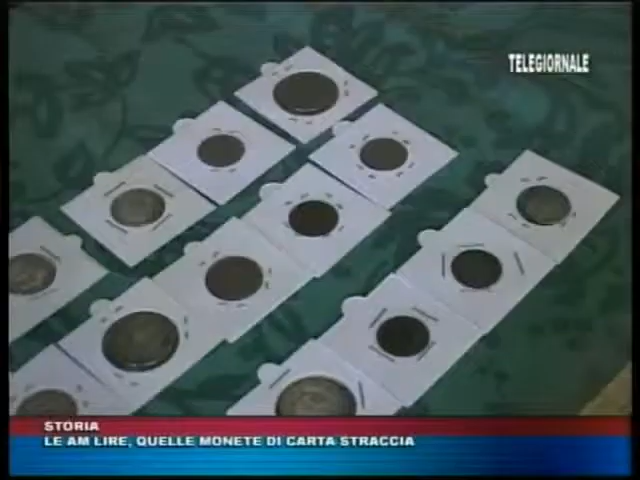 TELEGIORNALE
STORIA
LE AM LIRE, QUELLE MONETE DI CARTA STRACCIA